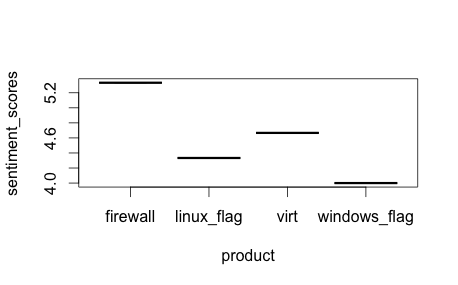 sentiment_scores
5.2
4.6
4.0
firewall linux_flag virt windows_flag
product